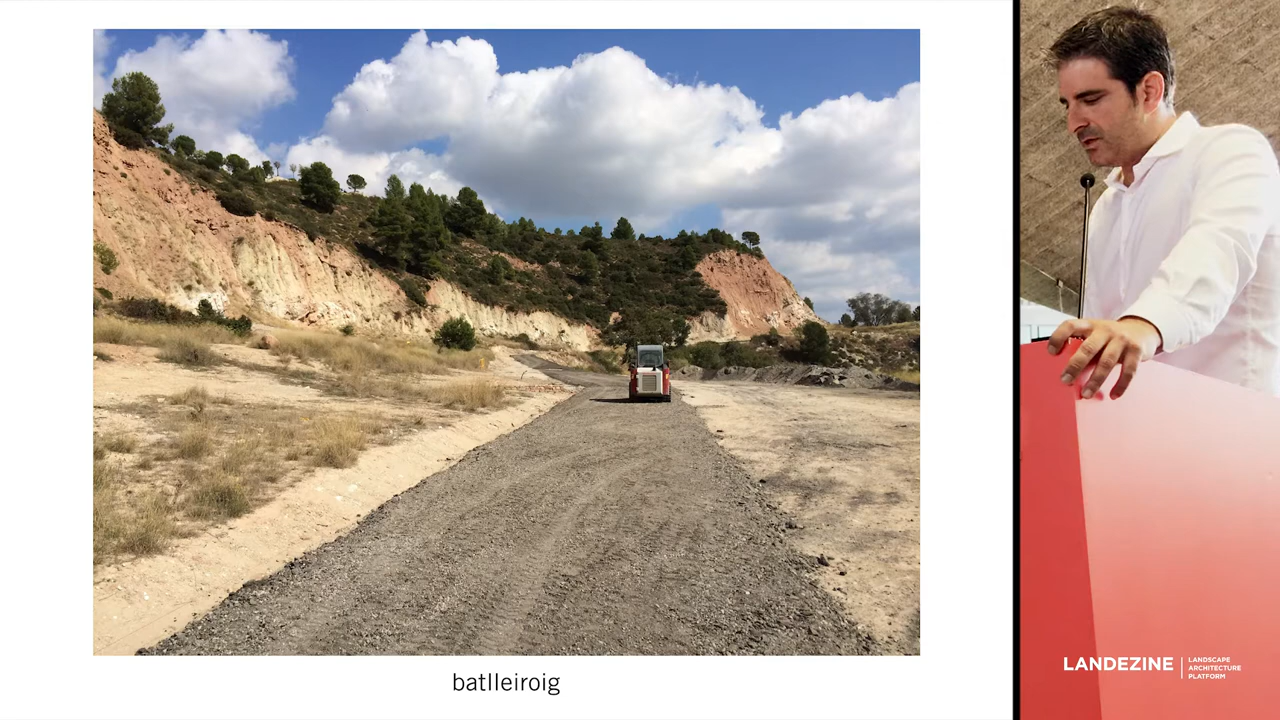 batlleiroig
LANDEZINE
LANDSCAPE
ARCHITECTURE
PLATFORM